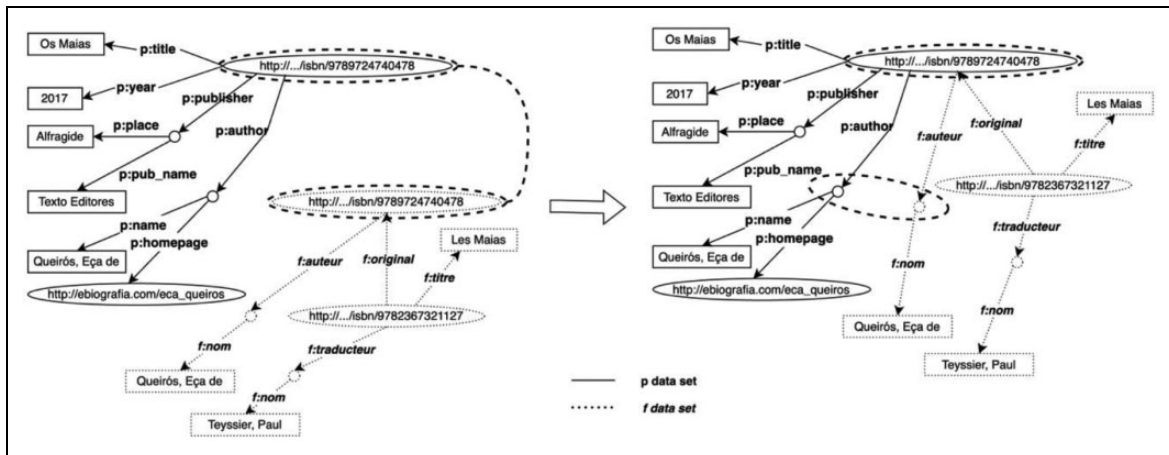 Os Maias
p:title
http://.../isbn/9789724740478
2017
p:year
p:publisher
Alfragide
p:place
p:author
p:pub_name
Texto Editores
http://.../isbn/9789724740478
p:name
p:homepage
Queirós, Eça de
http://ebiografia.com/eca_queiros
f:auteur
f:original
Les Maias
f:titre
http://.../isbn/9782367321127
f:nom
f:traducteur
Queirós, Eça de
f:nom
Teyssier, Paul
Os Maias
p:title
http://.../isbn/9789724740478
2017
p:year
p:publisher
Les Maias
Alfragide
p:place
p:author
f:auteur
f:original
f:titre
p:pub_name
Texto Editores
http://.../isbn/9782367321127
p:name
p:homepage
Queirós, Eça de
f:traducteur
http://ebiografia.com/eca_queiros
f:nom
f:nom
Queirós, Eça de
Teyssier, Paul
p data set
f data set